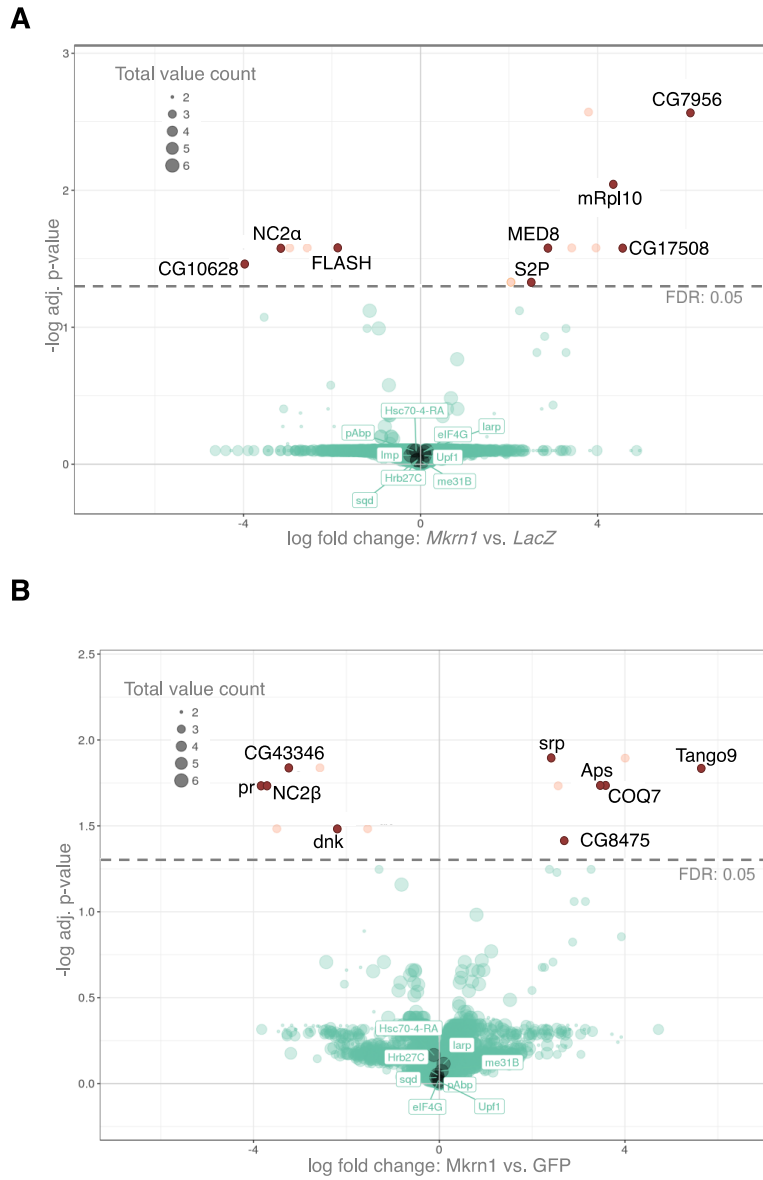 A
3
Total value count
2
3
4
5
6
CG7956
mRpl10
2
NC2α
MED8
CG17508
CG10628
FLASH
S2P
FDR: 0.05
-log adj. p-value
1
Hsc70-4-RA
pAbp
eIF4G
larp
Imp
Upf1
0
Hrb27C
me31B
sqd
-4
0
4
log fold change: Mkrn1 vs. LacZ
B
2.5
Total value count
2
3
4
5
6
2.0
CG43346
srp
Tango9
pr
NC2β
Aps
COQ7
1.5
dnk
CG8475
FDR: 0.05
-log adj. p-value
1.0
0.5
Hsc70-4-RA
larp
Hrb27C
me31B
sqd
pAbp
0.0
eIF4G
Upf1
-4
0
4
log fold change: Mkrn1 vs. GFP